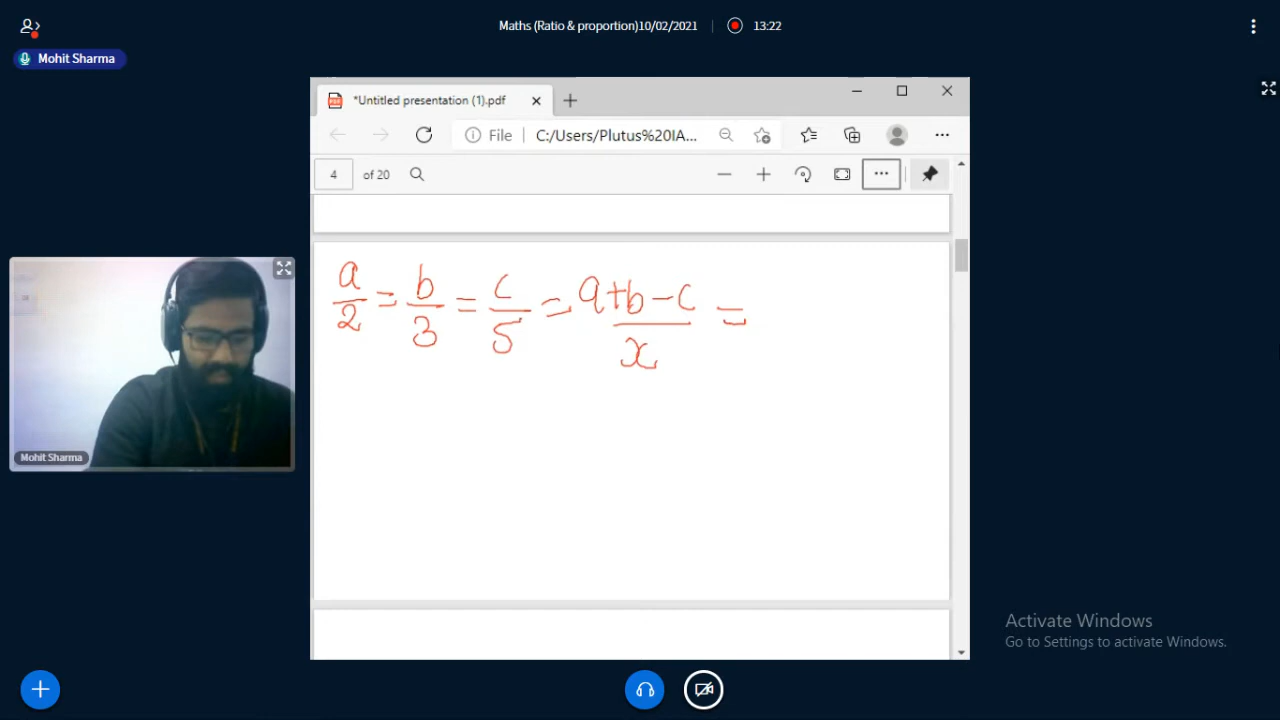 Maths (Ratio & proportion)10/02/2021 | 13:22
Mohit Sharma
*Untitled presentation (1).pdf
File | C:/Users/Plutus%20IA...
4 of 20
a/2 = b/3 = c/5 = a+b-c/x =
Mohit Sharma
Activate Windows
Go to Settings to activate Windows.